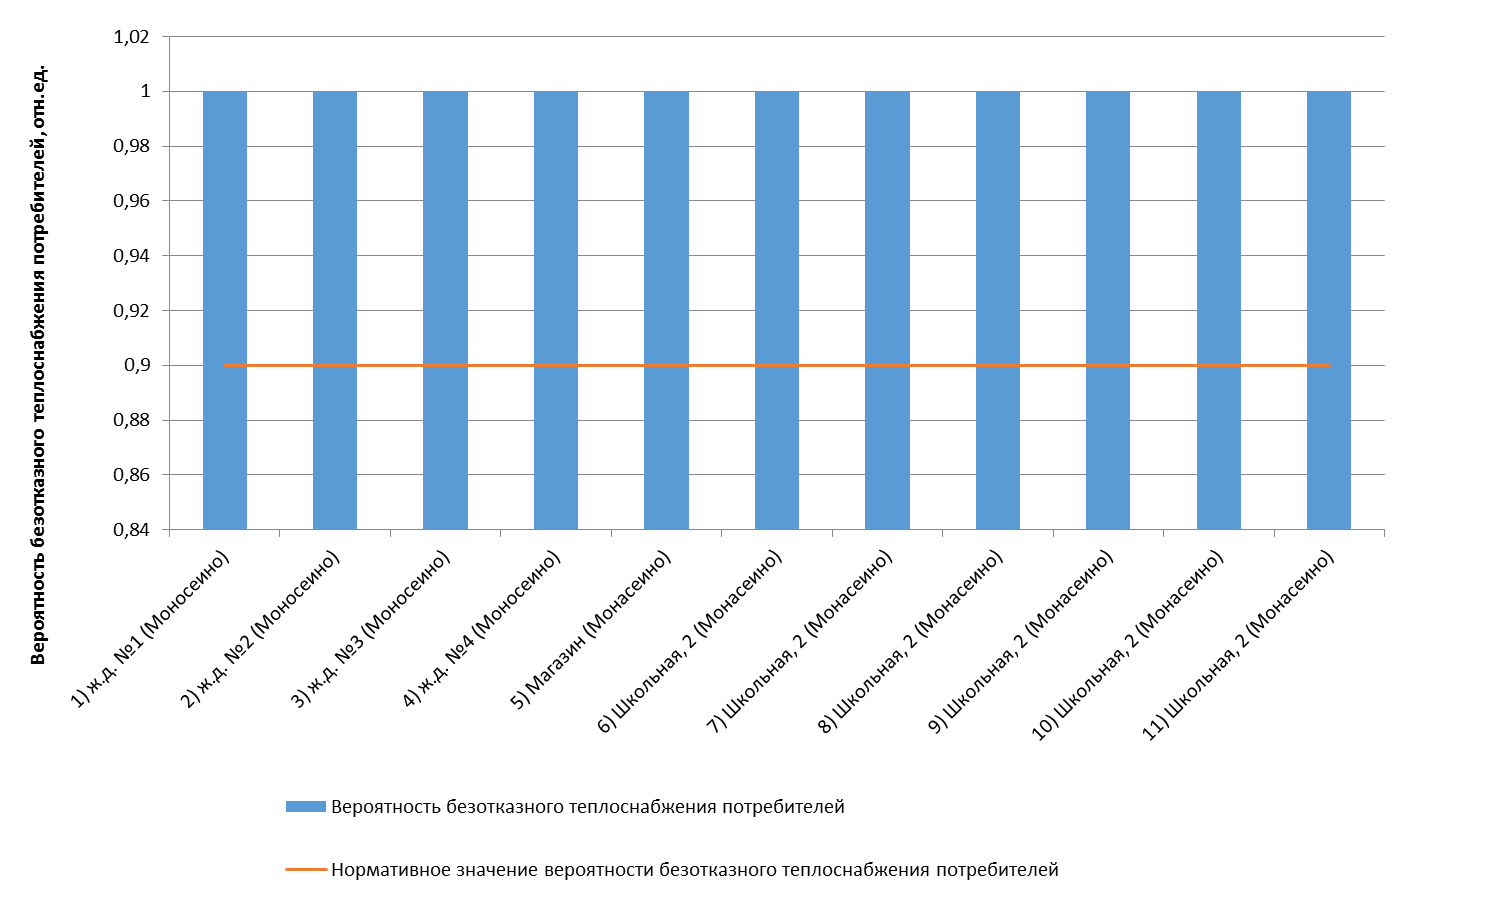 Вероятность безотказного теплоснабжения потребителей, отн.ед.
1,02
1
0,98
0,96
0,94
0,92
0,9
0,88
0,86
0,84
1) ж.д. №1 (Моносеино)
2) ж.д. №2 (Моносеино)
3) ж.д. №3 (Моносеино)
4) ж.д. №4 (Моносеино)
5) Магазин (Монасеино)
6) Школьная, 2 (Монасеино)
7) Школьная, 2 (Монасеино)
8) Школьная, 2 (Монасеино)
9) Школьная, 2 (Монасеино)
10) Школьная, 2 (Монасеино)
11) Школьная, 2 (Монасеино)
Вероятность безотказного теплоснабжения потребителей
Нормативное значение вероятности безотказного теплоснабжения потребителей